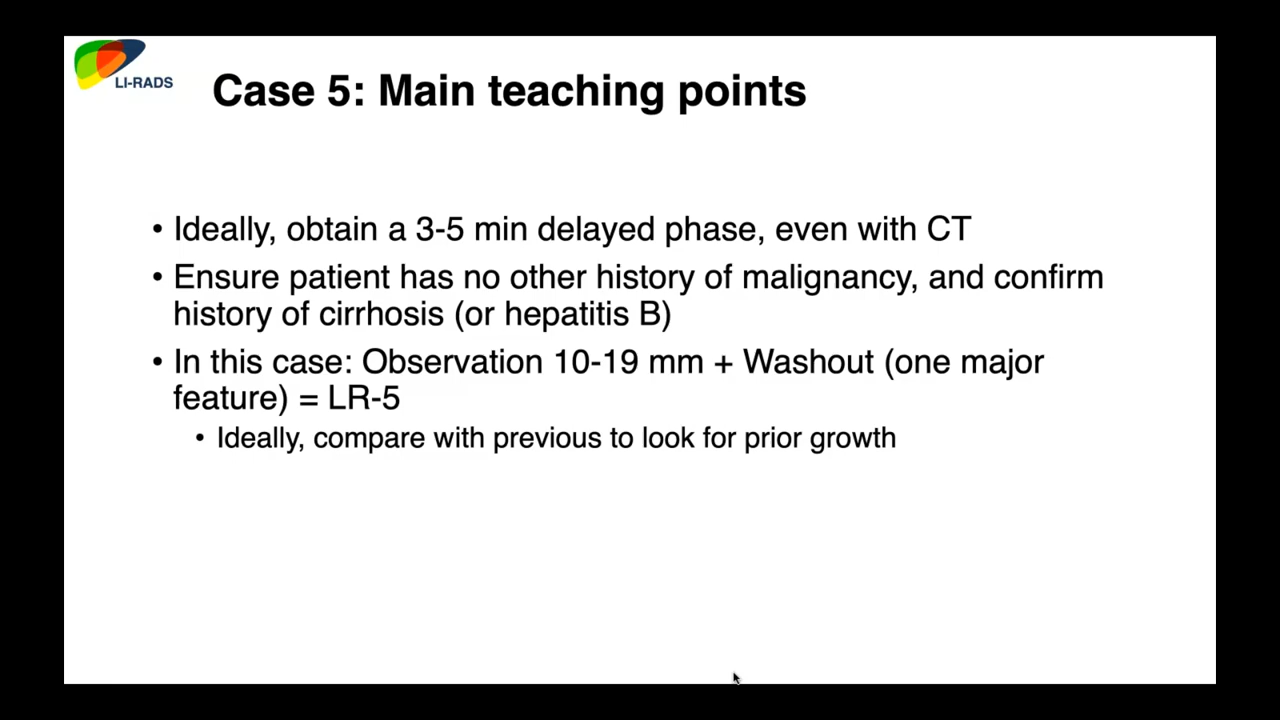 LI-RADS
Case 5: Main teaching points
• Ideally, obtain a 3-5 min delayed phase, even with CT
• Ensure patient has no other history of malignancy, and confirm
history of cirrhosis (or hepatitis B)
• In this case: Observation 10-19 mm + Washout (one major
feature) = LR-5
• Ideally, compare with previous to look for prior growth